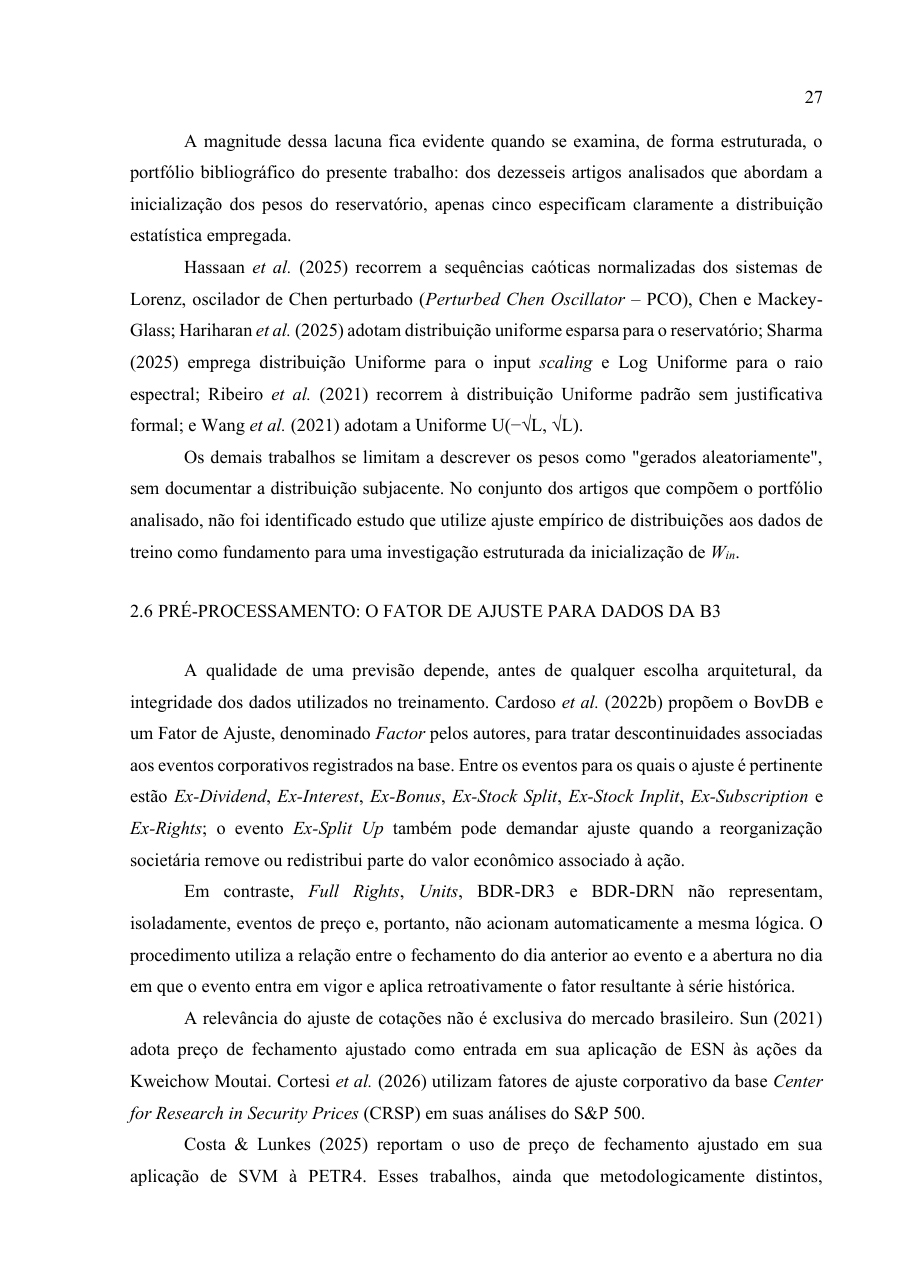 27
A magnitude dessa lacuna fica evidente quando se examina, de forma estruturada, o
portfólio bibliográfico do presente trabalho: dos dezesseis artigos analisados que abordam a
inicialização dos pesos do reservatório, apenas cinco especificam claramente a distribuição
estatística empregada.
Hassaan et al. (2025) recorrem a sequências caóticas normalizadas dos sistemas de
Lorenz, oscilador de Chen perturbado (Perturbed Chen Oscillator – PCO), Chen e Mackey-
Glass; Hariharan et al. (2025) adotam distribuição uniforme esparsa para o reservatório; Sharma
(2025) emprega distribuição Uniforme para o input scaling e Log Uniforme para o raio
espectral; Ribeiro et al. (2021) recorrem à distribuição Uniforme padrão sem justificativa
formal; e Wang et al. (2021) adotam a Uniforme U(−√L, √L).
Os demais trabalhos se limitam a descrever os pesos como "gerados aleatoriamente",
sem documentar a distribuição subjacente. No conjunto dos artigos que compõem o portfólio
analisado, não foi identificado estudo que utilize ajuste empírico de distribuições aos dados de
treino como fundamento para uma investigação estruturada da inicialização de Win.
2.6 PRÉ-PROCESSAMENTO: O FATOR DE AJUSTE PARA DADOS DA B3
A qualidade de uma previsão depende, antes de qualquer escolha arquitetural, da
integridade dos dados utilizados no treinamento. Cardoso et al. (2022b) propõem o BovDB e
um Fator de Ajuste, denominado Factor pelos autores, para tratar descontinuidades associadas
aos eventos corporativos registrados na base. Entre os eventos para os quais o ajuste é pertinente
estão Ex-Dividend, Ex-Interest, Ex-Bonus, Ex-Stock Split, Ex-Stock Inplit, Ex-Subscription e
Ex-Rights; o evento Ex-Split Up também pode demandar ajuste quando a reorganização
societária remove ou redistribui parte do valor econômico associado à ação.
Em contraste, Full Rights, Units, BDR-DR3 e BDR-DRN não representam,
isoladamente, eventos de preço e, portanto, não acionam automaticamente a mesma lógica. O
procedimento utiliza a relação entre o fechamento do dia anterior ao evento e a abertura no dia
em que o evento entra em vigor e aplica retroativamente o fator resultante à série histórica.
A relevância do ajuste de cotações não é exclusiva do mercado brasileiro. Sun (2021)
adota preço de fechamento ajustado como entrada em sua aplicação de ESN às ações da
Kweichow Moutai. Cortesi et al. (2026) utilizam fatores de ajuste corporativo da base Center
for Research in Security Prices (CRSP) em suas análises do S&P 500.
Costa & Lunkes (2025) reportam o uso de preço de fechamento ajustado em sua
aplicação de SVM à PETR4. Esses trabalhos, ainda que metodologicamente distintos,